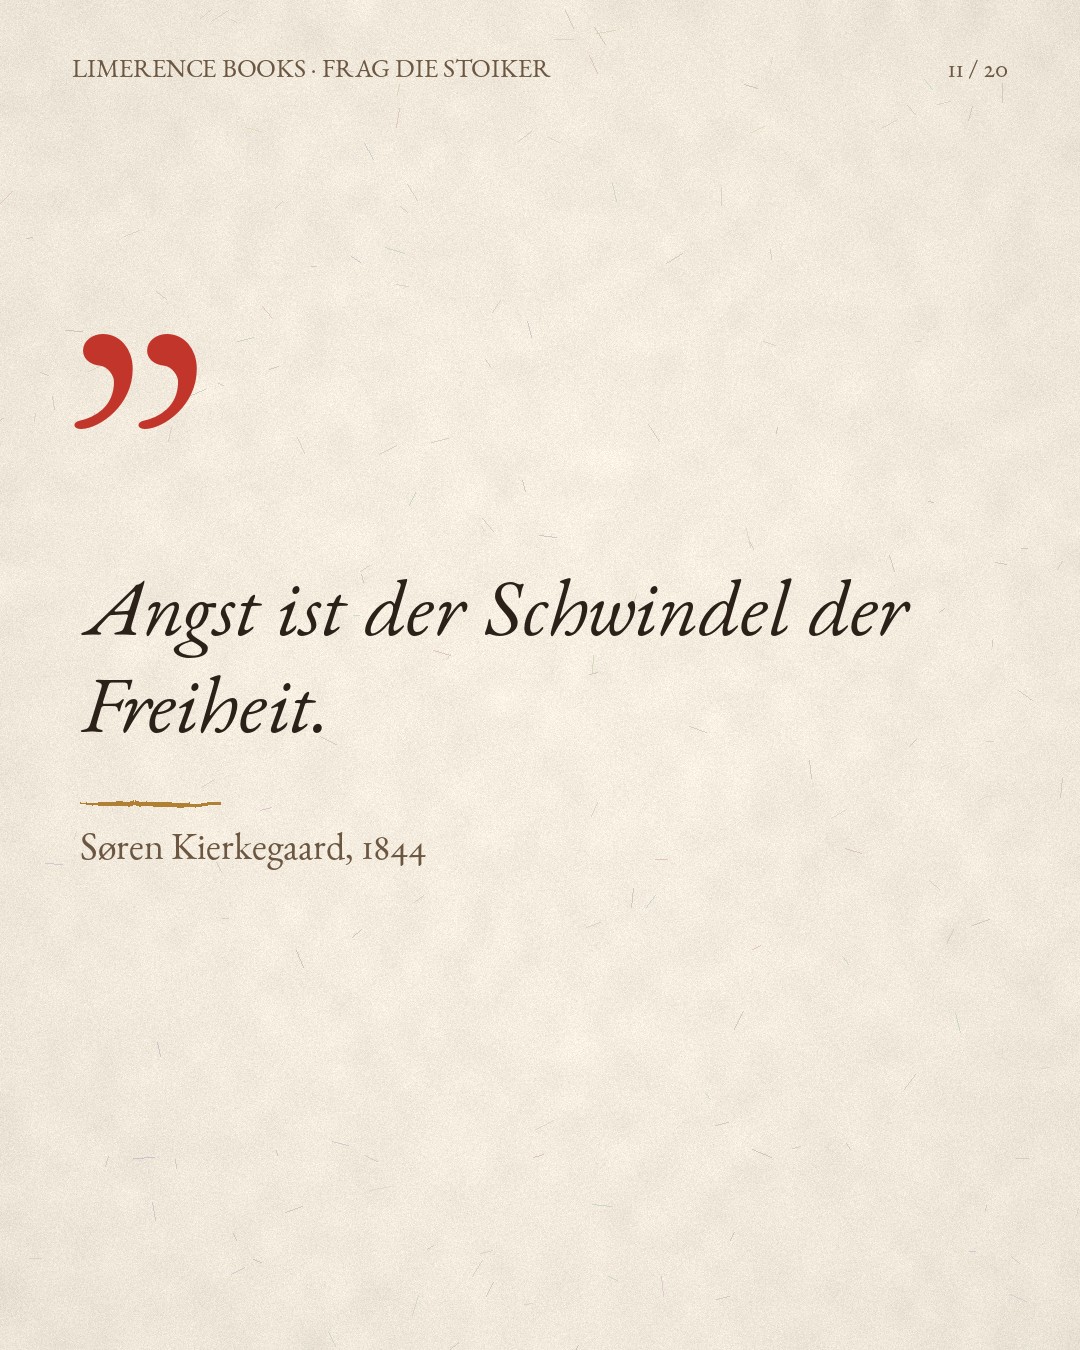 LIMERENCE BOOKS · FRAG DIE STOIKER
11 / 20
”
Angst ist der Schwindel der
Freiheit.
Søren Kierkegaard, 1844